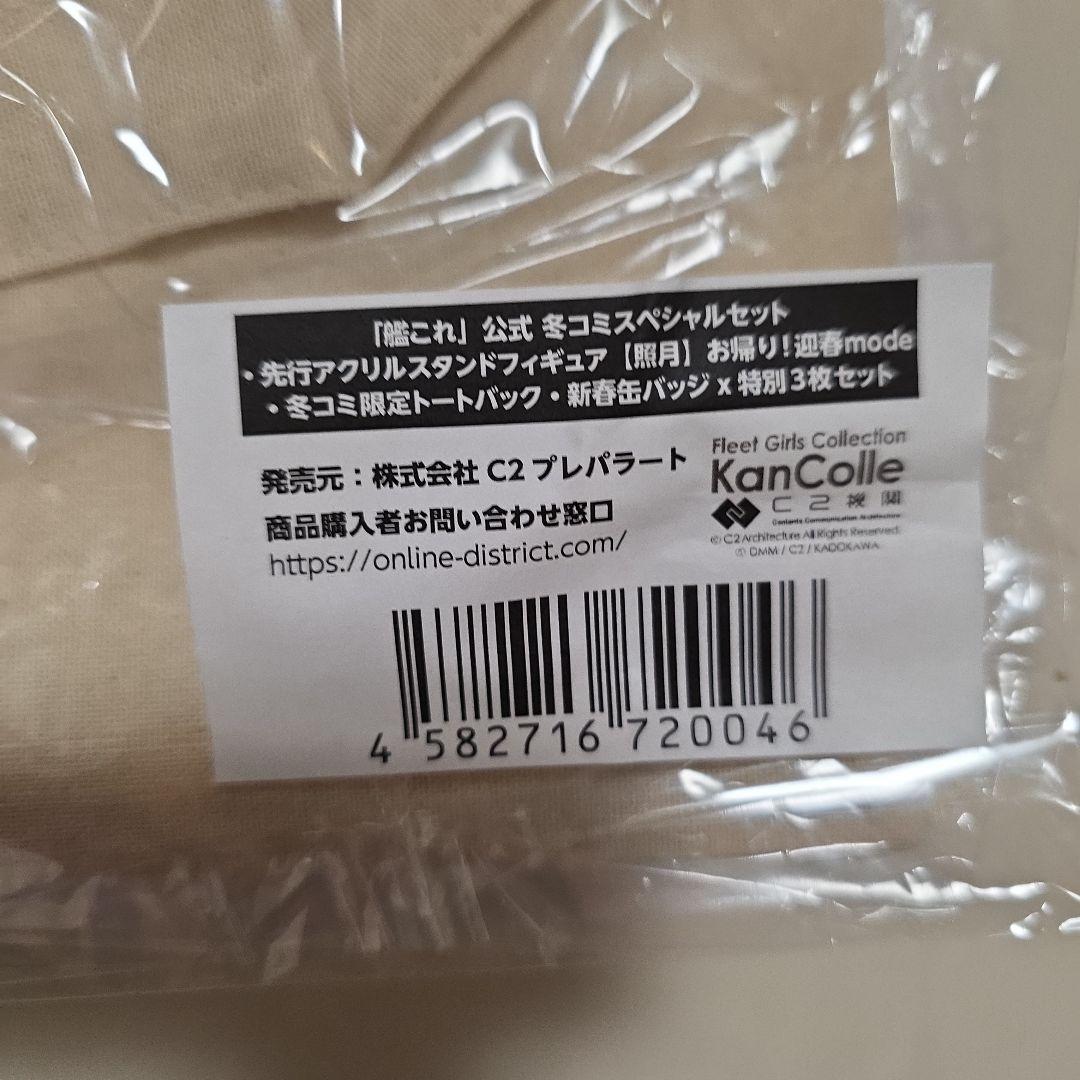 「艦これ」公式 冬コミスペシャルセット
・先行アクリルスタンドフィギュア【照月】お帰り!迎春mode
・冬コミ限定トートバック・新春缶バッジ x 特別3枚セット
発売元:株式会社 C2 プレパラート
商品購入者お問い合わせ窓口
https://online-district.com/
Fleet Girls Collection
KanColle
C2機関
Contents Communication Architecture
© C2 Architecture All Rights Reserved.
© DMM / C2 / KADOKAWA
4 582716 720046